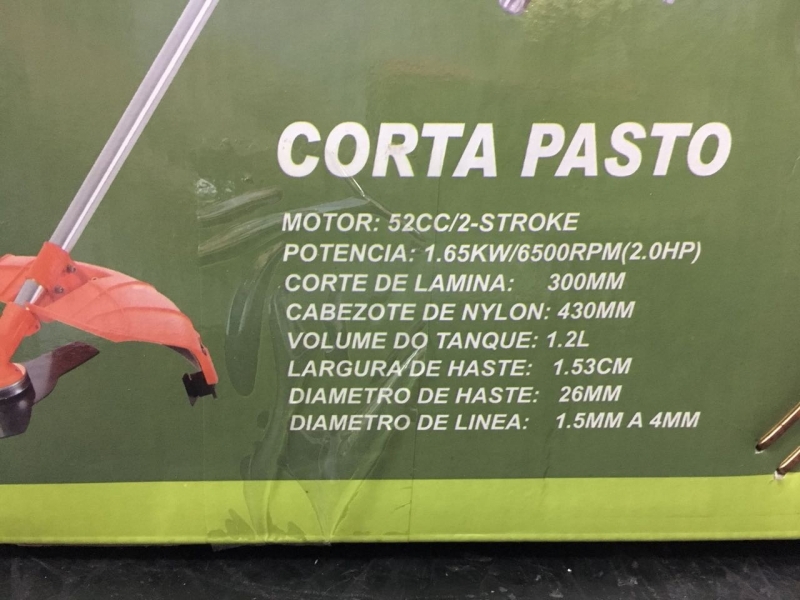 CORTA PASTO
MOTOR: 52CC/2-STROKE
POTENCIA: 1.65KW/6500RPM(2.0HP)
CORTE DE LAMINA: 300MM
CABEZOTE DE NYLON: 430MM
VOLUME DO TANQUE: 1.2L
LARGURA DE HASTE: 1.53CM
DIAMETRO DE HASTE: 26MM
DIAMETRO DE LINEA: 1.5MM A 4MM